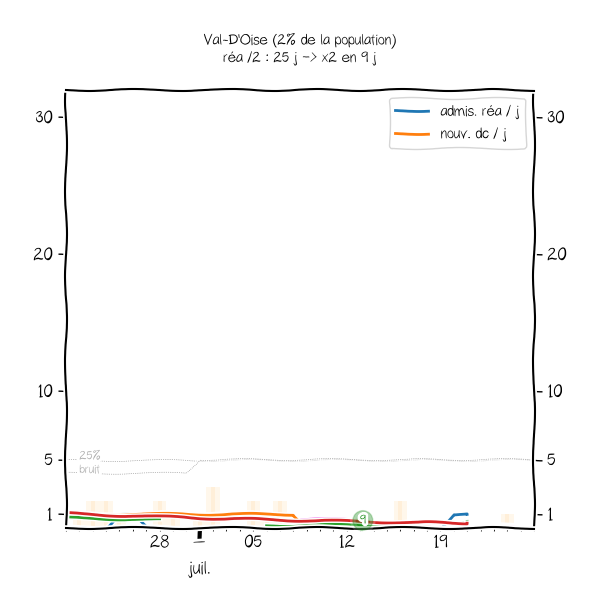 Val-D'Oise (2% de la population)
réa /2 : 25 j -> x2 en 9 j
admis. réa / j
nouv. dc / j
30
30
20
20
10
10
5
5
1
1
25%
bruit
9
28
05
12
19
juil.